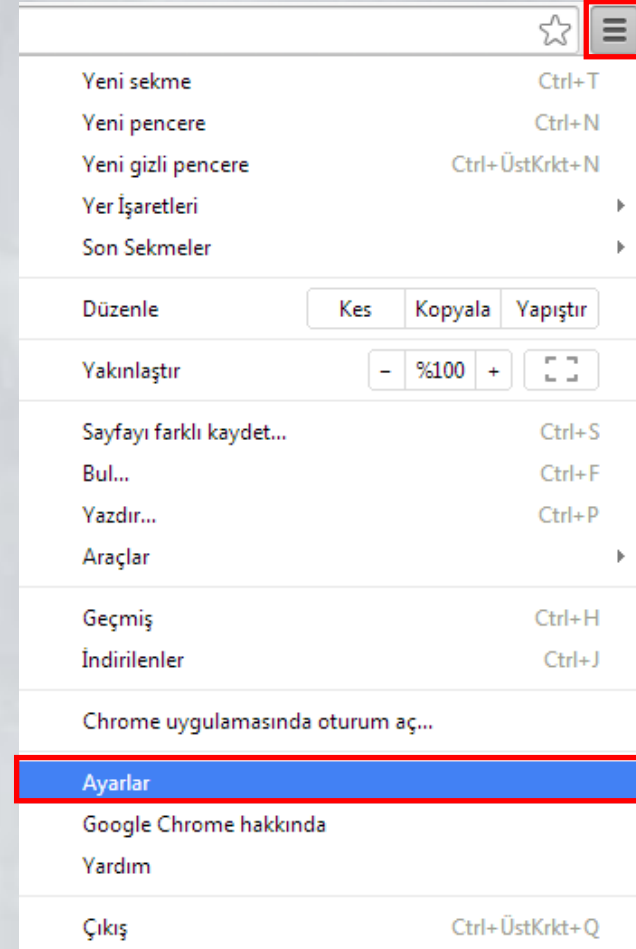 Yeni sekme Ctrl+T
Yeni pencere Ctrl+N
Yeni gizli pencere Ctrl+ÜstKrkt+N
Yer İşaretleri
Son Sekmeler
Düzenle Kes Kopyala Yapıştır
Yakınlaştır - %100 +
Sayfayı farklı kaydet... Ctrl+S
Bul... Ctrl+F
Yazdır... Ctrl+P
Araçlar
Geçmiş Ctrl+H
İndirilenler Ctrl+J
Chrome uygulamasında oturum aç...
Ayarlar
Google Chrome hakkında
Yardım
Çıkış Ctrl+ÜstKrkt+Q